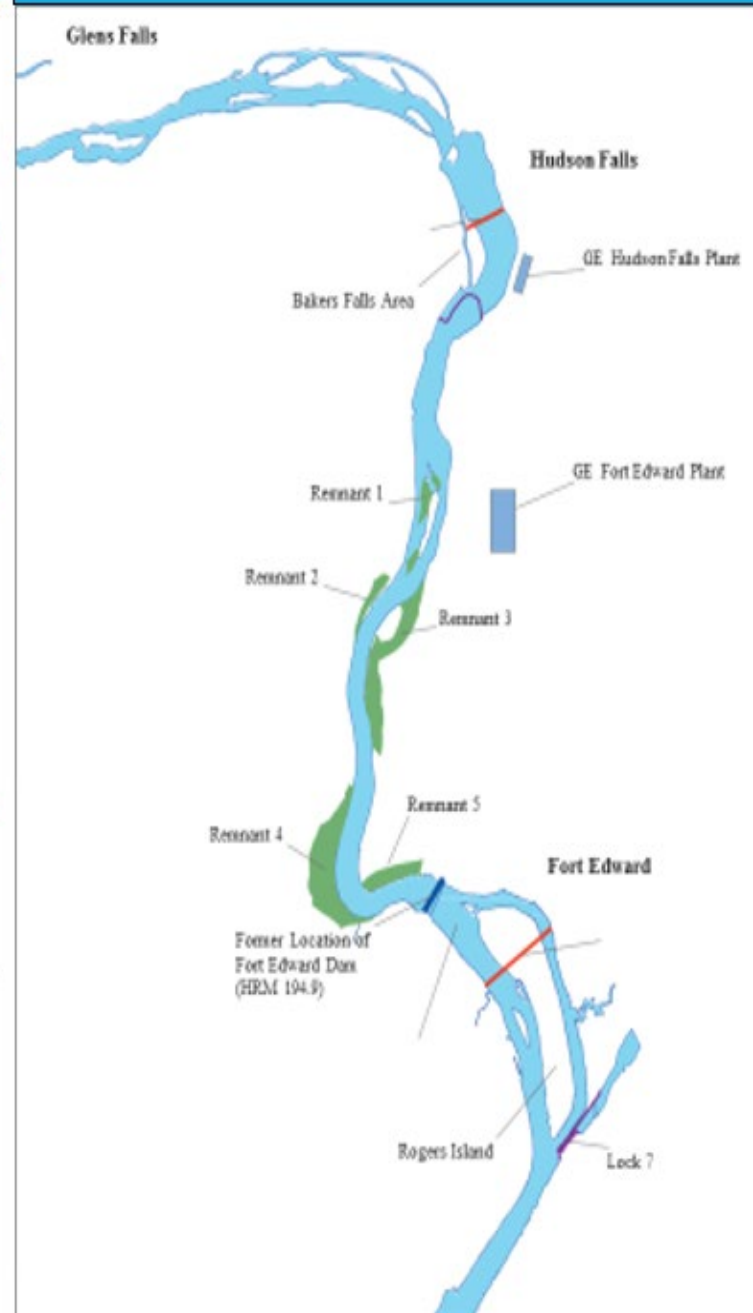 Glens Falls
Hudson Falls
GE Hudson Falls Plant
Bakers Falls Area
GE Fort Edward Plant
Remnant 1
Remnant 2
Remnant 3
Remnant 5
Remnant 4
Fort Edward
Former Location of
Fort Edward Dam
(HRM 194.9)
Rogers Island
Lock 7